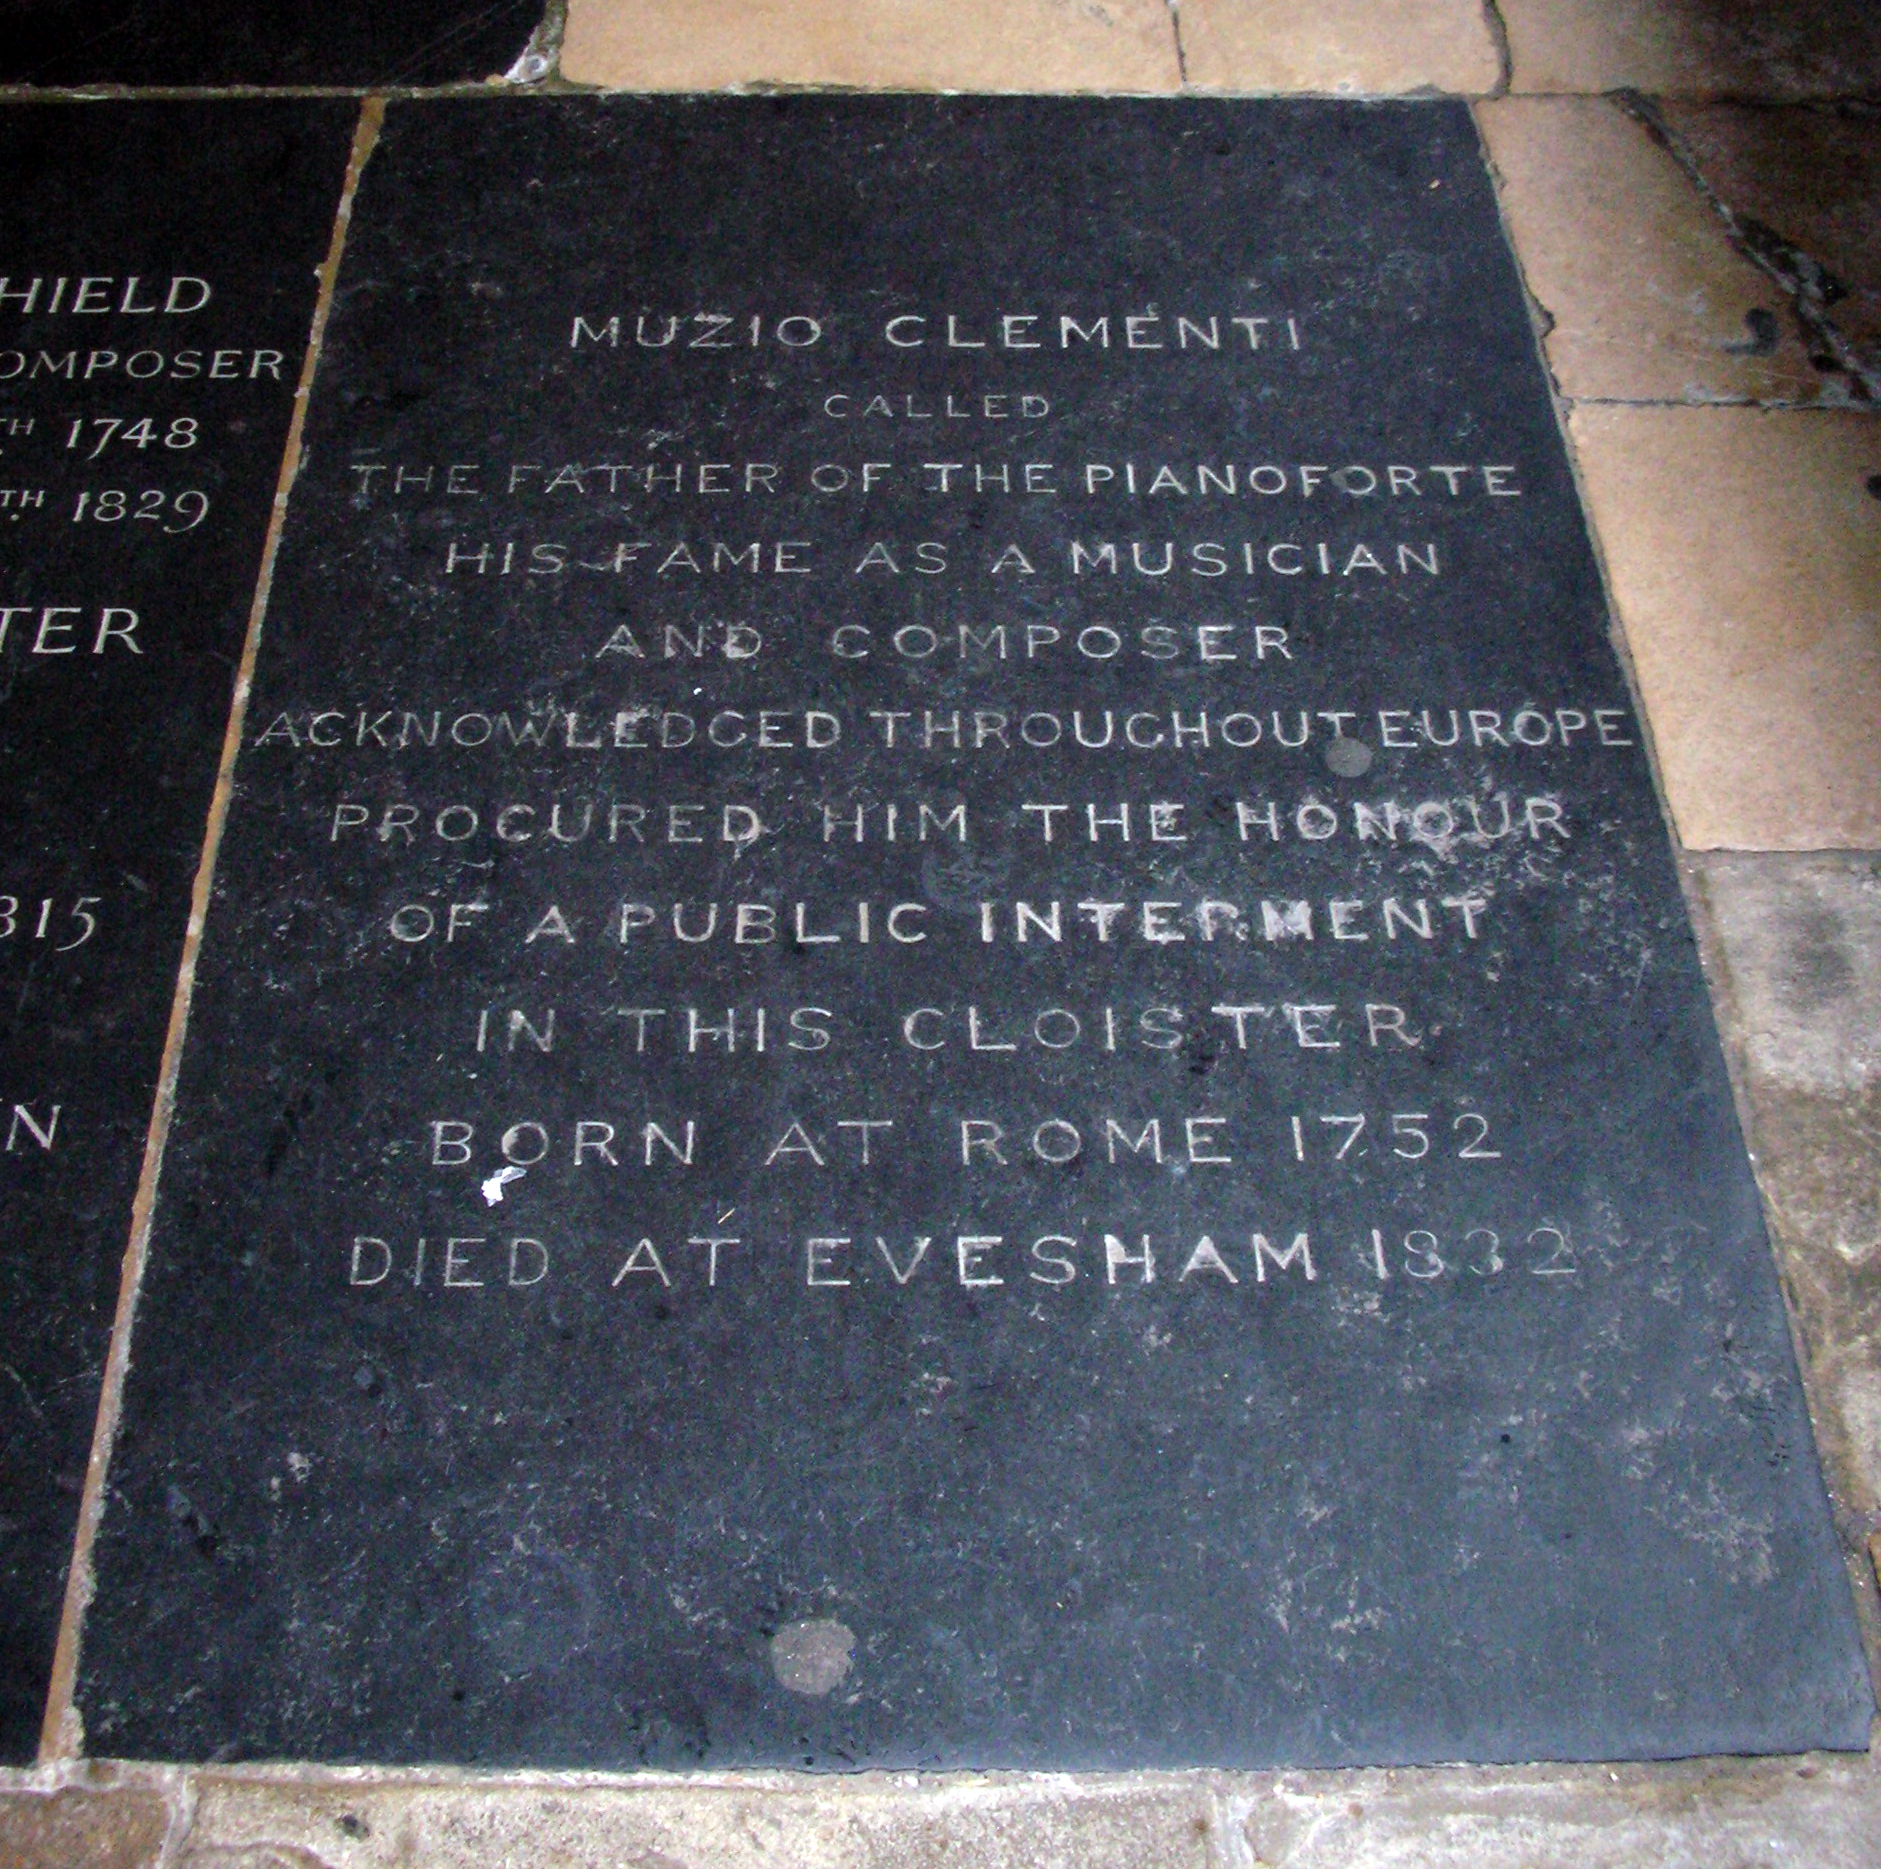 HIELD
OMPOSER
TH 1748
TH 1829
TER
315
N
MUZIO CLEMENTI
CALLED
THE FATHER OF THE PIANOFORTE
HIS FAME AS A MUSICIAN
AND COMPOSER
ACKNOWLEDGED THROUGHOUT EUROPE
PROCURED HIM THE HONOUR
OF A PUBLIC INTERMENT
IN THIS CLOISTER
BORN AT ROME 1752
DIED AT EVESHAM 1832